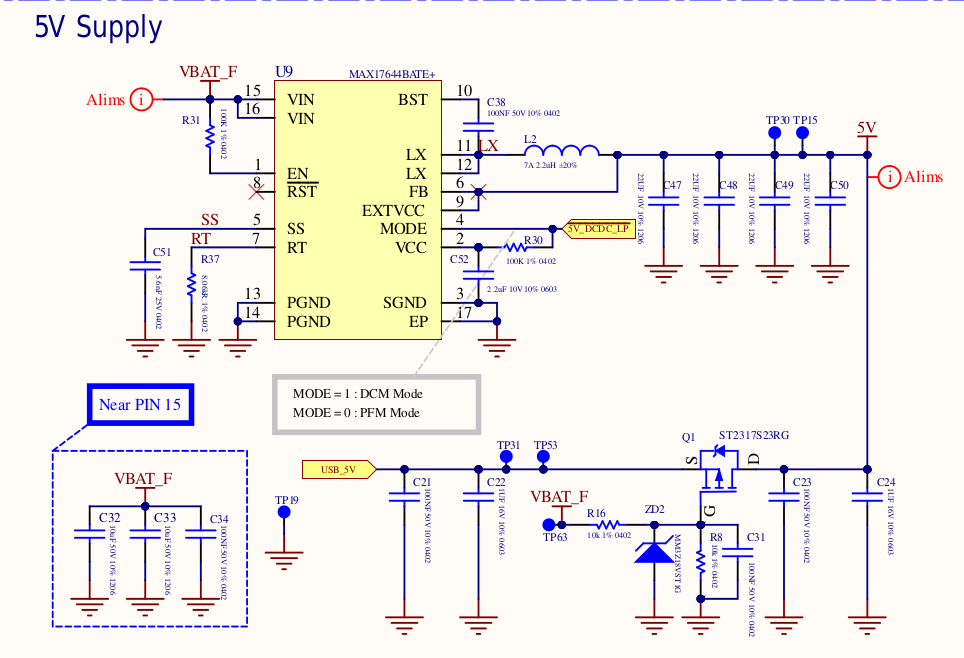 5V Supply
VBAT_F
U9
MAX17644BATE+
Alims
i
R31
100K 1% 0402
15
VIN
16
VIN
1
EN
8
RST
5
SS
SS
7
RT
RT
13
PGND
14
PGND
BST
10
LX
11
LX
12
FB
6
EXTVCC
9
MODE
4
VCC
2
SGND
3
EP
17
C38
100NF 50V 10% 0402
LX
L2
7A 2.2uH ±20%
5V_DCDC_LP
R30
100K 1% 0402
C52
2.2uF 10V 10% 0603
C51
5.6nF 25V 0402
R37
8.06kR 1% 0402
TP30
TP15
5V
i
Alims
22UF 10V 10% 1206
C47
22UF 10V 10% 1206
C48
22UF 10V 10% 1206
C49
22UF 10V 10% 1206
C50
MODE = 1 : DCM Mode
MODE = 0 : PFM Mode
Near PIN 15
VBAT_F
C32
10uF 50V 10% 1206
C33
10uF 50V 10% 1206
C34
100NF 50V 10% 0402
TP19
USB_5V
TP31
TP53
C21
100NF 50V 10% 0402
C22
1UF 16V 10% 0603
Q1
ST2317S23RG
S
D
G
VBAT_F
TP63
R16
10k 1% 0402
ZD2
MM3Z18VST1G
R8
10k 1% 0402
C31
100NF 50V 10% 0402
C23
100NF 50V 10% 0402
C24
1UF 16V 10% 0603